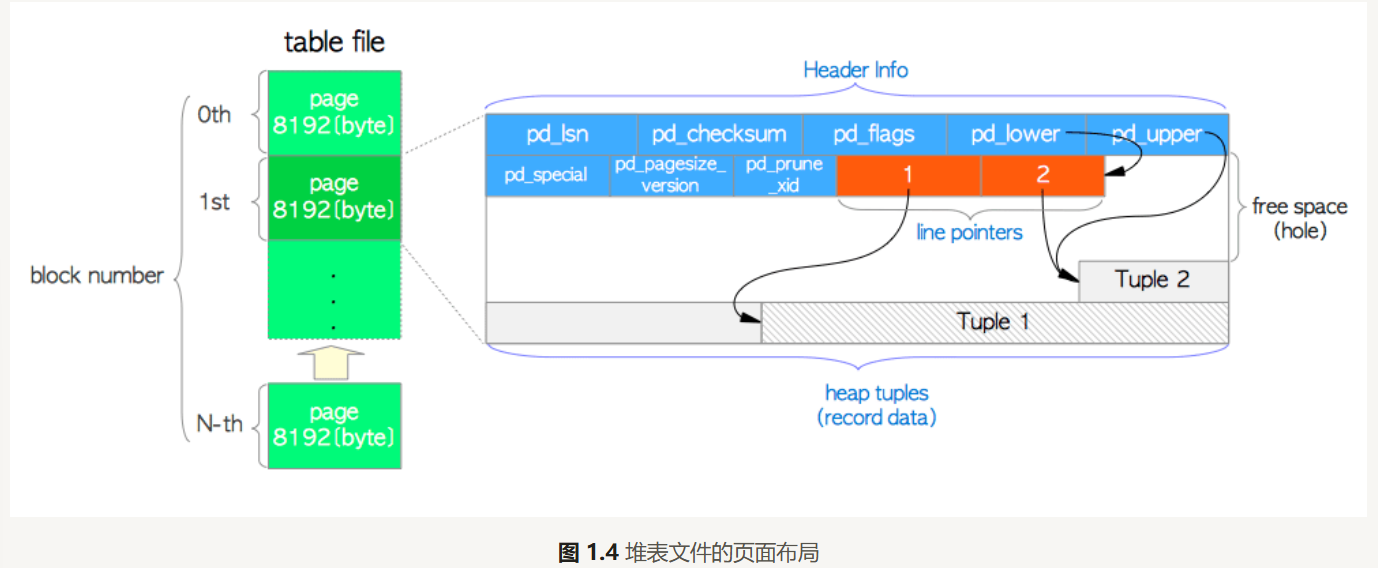 table file
Header Info
0th
page
8192(byte)
pd_lsn
pd_checksum
pd_flags
pd_lower
pd_upper
pd_special
pd_pagesize_
version
pd_prune
_xid
1
2
1st
page
8192(byte)
line pointers
free space
(hole)
block number
.
.
.
Tuple 2
Tuple 1
heap tuples
(record data)
N-th
page
8192(byte)
图 1.4 堆表文件的页面布局